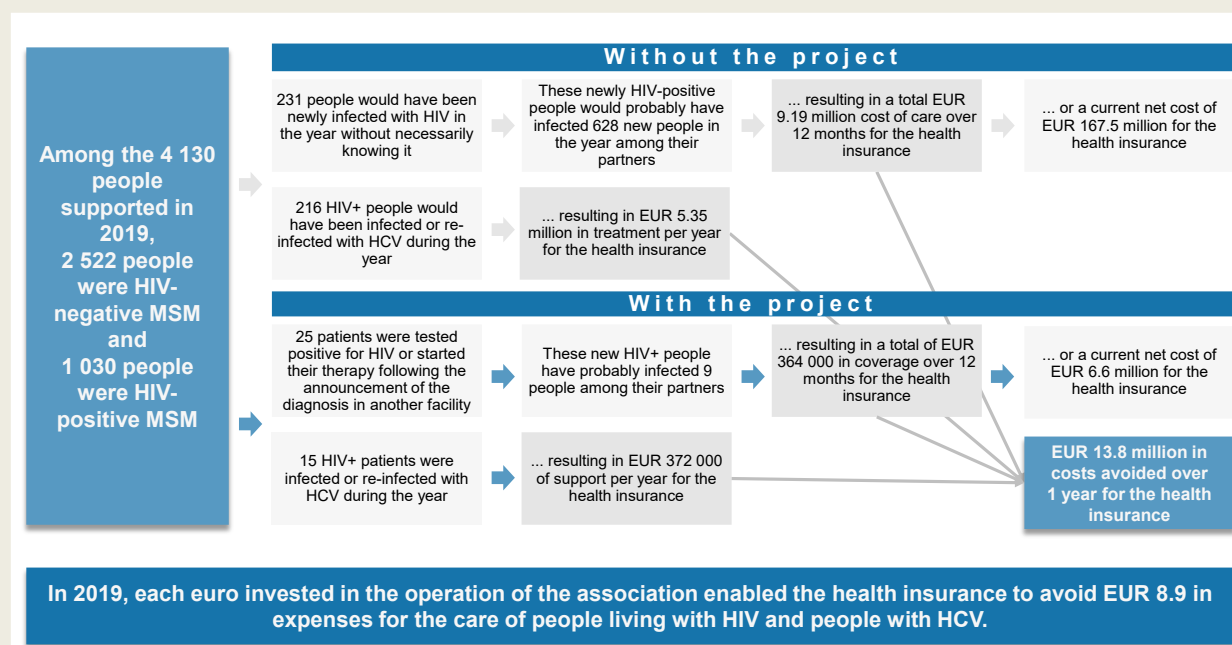 Among the 4 130
people
supported in
2019,
2 522 people
were HIV-
negative MSM
and
1 030 people
were HIV-
positive MSM
Without the project
231 people would have been
newly infected with HIV in
the year without necessarily
knowing it
These newly HIV-positive
people would probably have
infected 628 new people in
the year among their
partners
... resulting in a total EUR
9.19 million cost of care over
12 months for the health
insurance
... or a current net cost of
EUR 167.5 million for the
health insurance
216 HIV+ people would
have been infected or re-
infected with HCV during the
year
... resulting in EUR 5.35
million in treatment per year
for the health insurance
With the project
25 patients were tested
positive for HIV or started
their therapy following the
announcement of the
diagnosis in another facility
These new HIV+ people
have probably infected 9
people among their partners
... resulting in a total of EUR
364 000 in coverage over 12
months for the health
insurance
... or a current net cost of
EUR 6.6 million for the
health insurance
15 HIV+ patients were
infected or re-infected with
HCV during the year
... resulting in EUR 372 000
of support per year for the
health insurance
EUR 13.8 million in
costs avoided over
1 year for the health
insurance
In 2019, each euro invested in the operation of the association enabled the health insurance to avoid EUR 8.9 in
expenses for the care of people living with HIV and people with HCV.